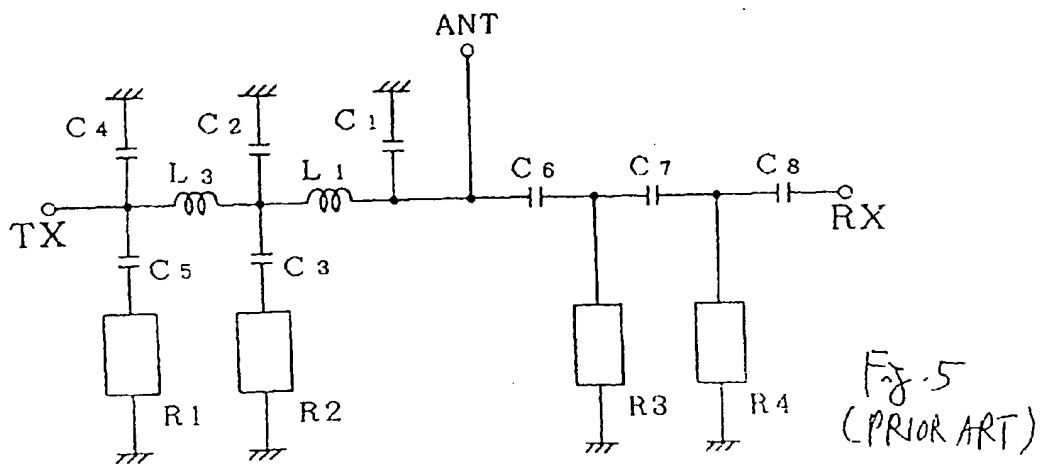 ANT
C4
C2
C1
L3
L1
C6
C7
C8
TX
RX
C5
C3
R1
R2
R3
R4
Fig.5
(PRIOR ART)